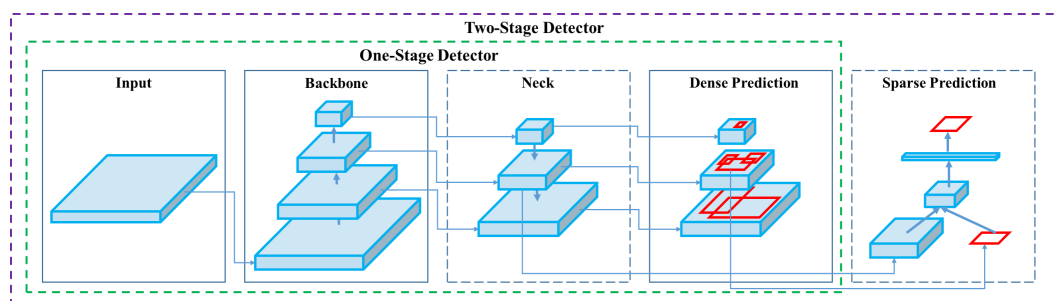 Two-Stage Detector
One-Stage Detector
Input
Backbone
Neck
Dense Prediction
Sparse Prediction